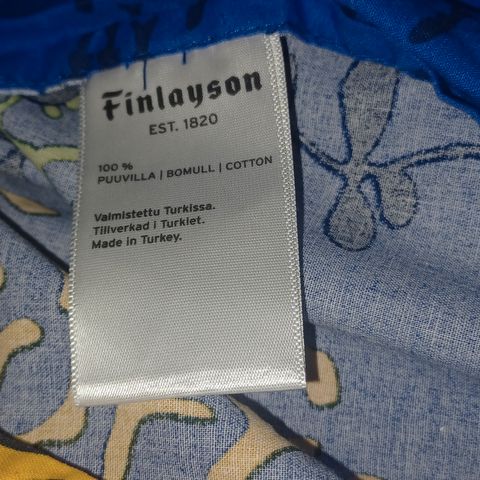 Finlayson
EST. 1820
100 %
PUUVILLA | BOMULL | COTTON
Valmistettu Turkissa.
Tillverkad i Turkiet.
Made in Turkey.